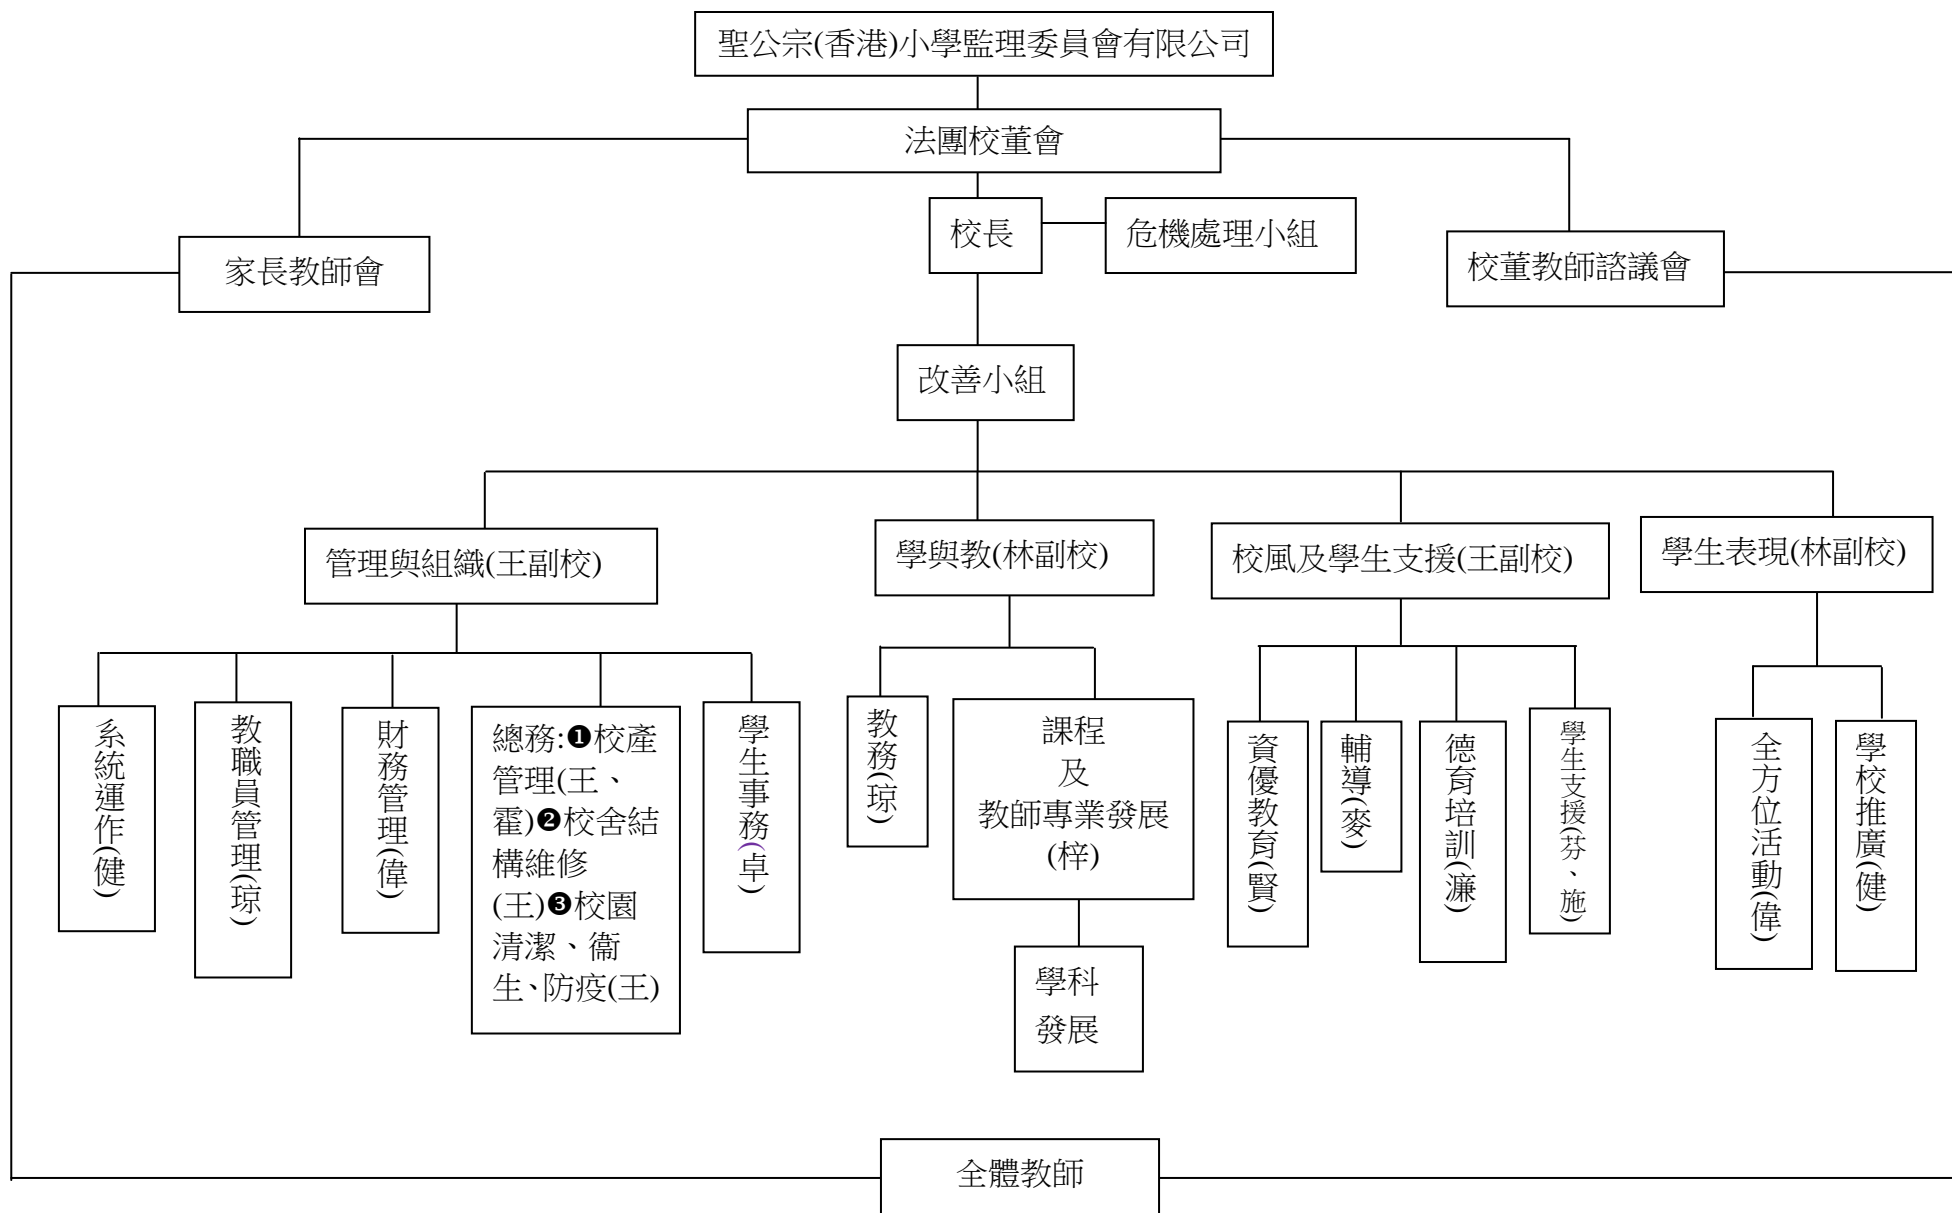 聖公宗(香港)小學監理委員會有限公司
法團校董會
校長
危機處理小組
家長教師會
校董教師諮議會
改善小組
管理與組織(王副校)
學與教(林副校)
校風及學生支援(王副校)
學生表現(林副校)
系統運作(健)
教職員管理(琼)
財務管理(偉)
總務:❶校產
管理(王、
霍)❷校舍結
構維修
(王)❸校園
清潔、衞
生、防疫(王)
學生事務(卓)
教務(琼)
課程
及
教師專業發展
(梓)
學科
發展
資優教育(賢)
輔導(麥)
德育培訓(濂)
學生支援(芬、施)
全方位活動(偉)
學校推廣(健)
全體教師